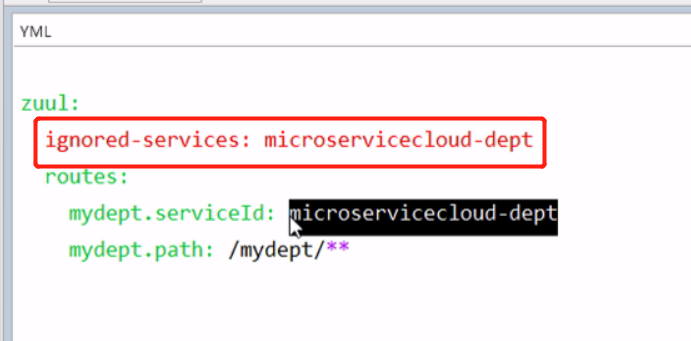 YML
zuul:
ignored-services: microservicecloud-dept
routes:
mydept.serviceId: microservicecloud-dept
mydept.path: /mydept/**